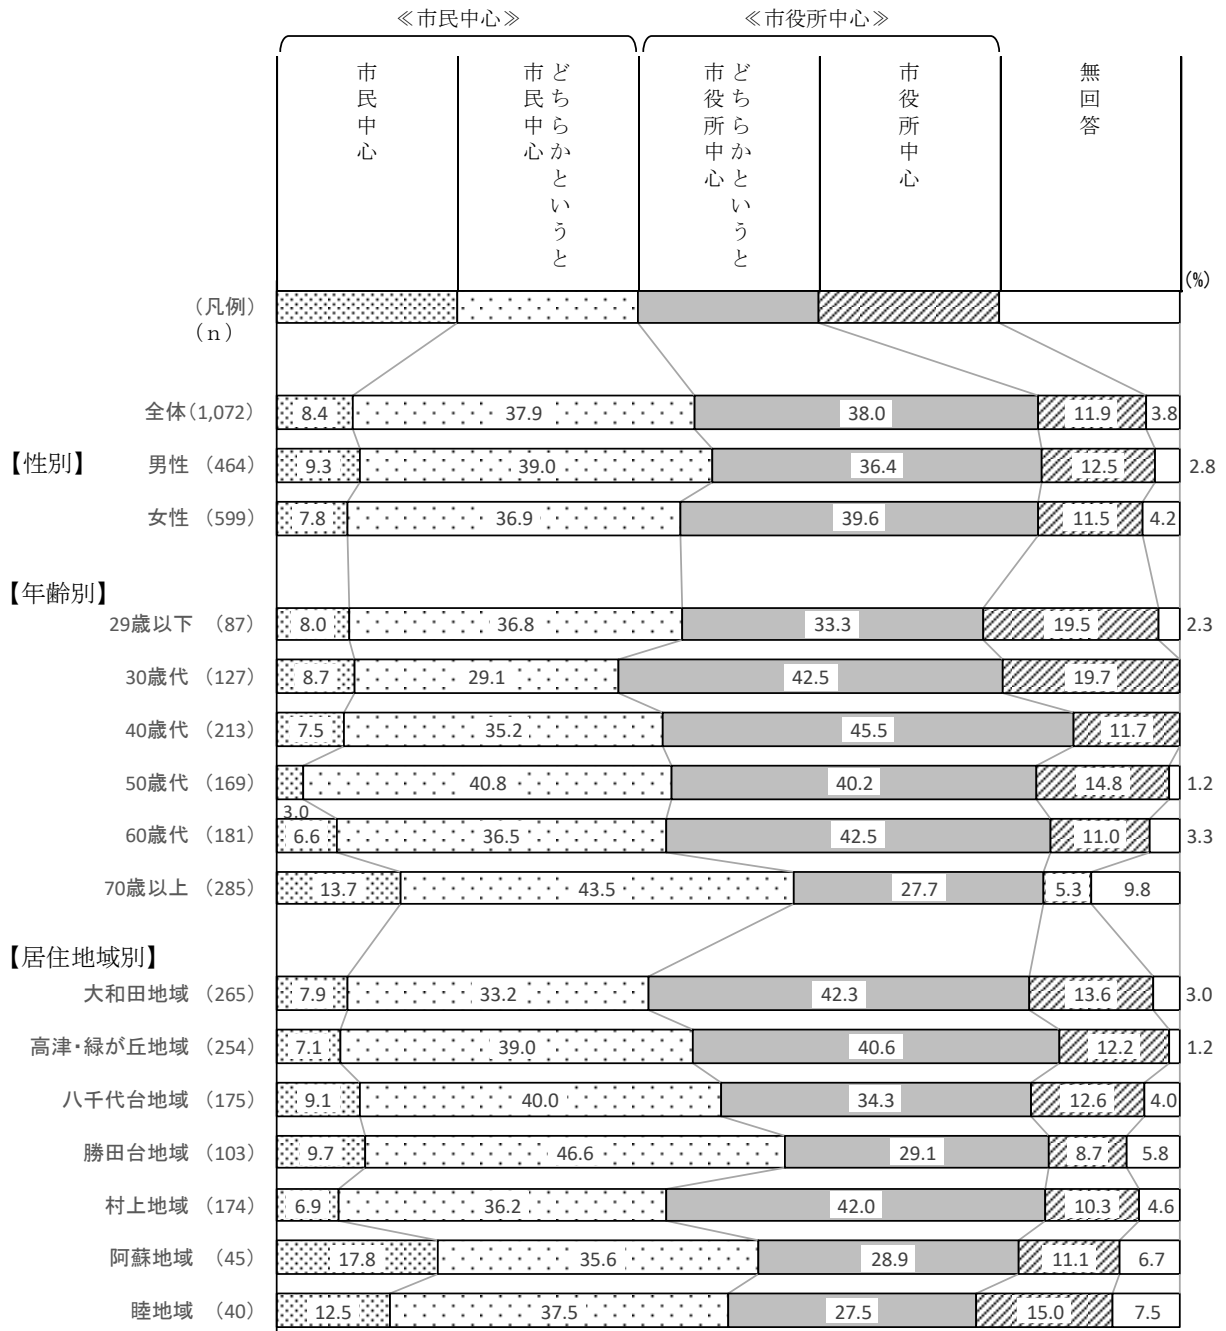 ≪市民中心≫ ≪市役所中心≫
市民中心
どちらかというと
市民中心
どちらかというと
市役所中心
市役所中心
無回答
(%)
(凡例)
(n)
全体(1,072) 8.4 37.9 38.0 11.9 3.8
【性別】 男性 (464) 9.3 39.0 36.4 12.5 2.8
女性 (599) 7.8 36.9 39.6 11.5 4.2
【年齢別】
29歳以下 (87) 8.0 36.8 33.3 19.5 2.3
30歳代 (127) 8.7 29.1 42.5 19.7
40歳代 (213) 7.5 35.2 45.5 11.7
50歳代 (169) 40.8 40.2 14.8 1.2
3.0
60歳代 (181) 6.6 36.5 42.5 11.0 3.3
70歳以上 (285) 13.7 43.5 27.7 5.3 9.8
【居住地域別】
大和田地域 (265) 7.9 33.2 42.3 13.6 3.0
高津・緑が丘地域 (254) 7.1 39.0 40.6 12.2 1.2
八千代台地域 (175) 9.1 40.0 34.3 12.6 4.0
勝田台地域 (103) 9.7 46.6 29.1 8.7 5.8
村上地域 (174) 6.9 36.2 42.0 10.3 4.6
阿蘇地域 (45) 17.8 35.6 28.9 11.1 6.7
睦地域 (40) 12.5 37.5 27.5 15.0 7.5